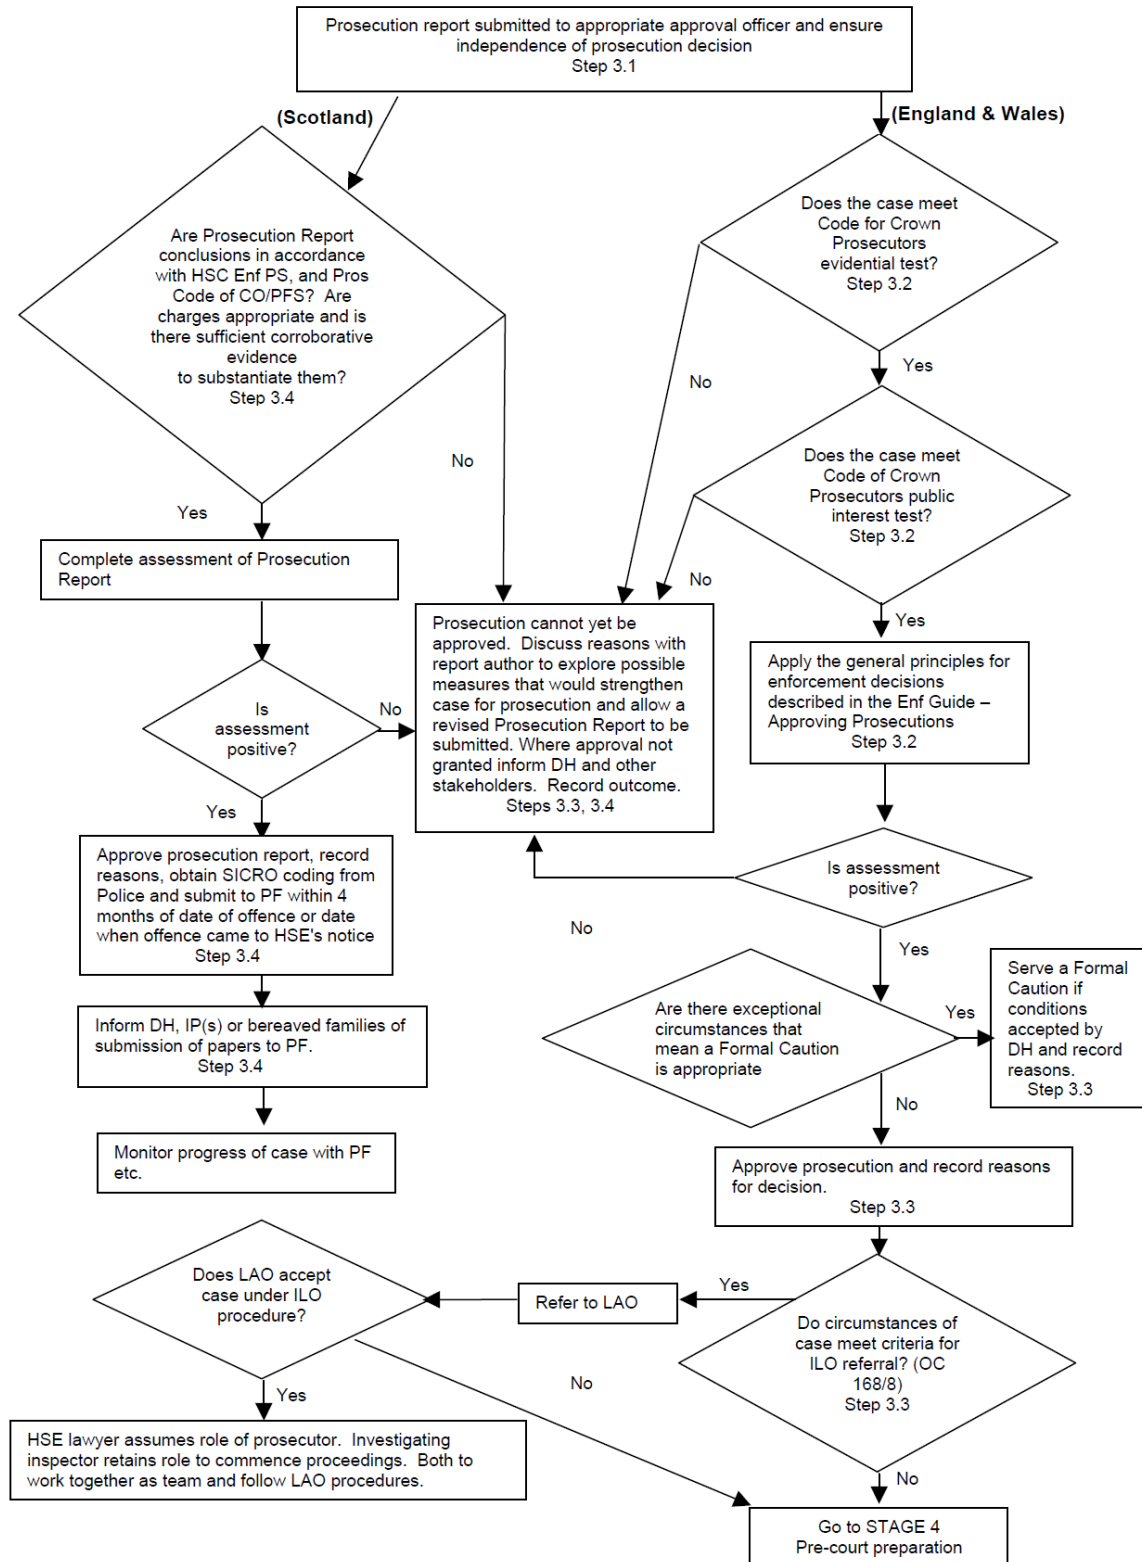 Prosecution report submitted to appropriate approval officer and ensure
independence of prosecution decision
Step 3.1
(Scotland)
(England & Wales)
Are Prosecution Report
conclusions in accordance
with HSC Enf PS, and Pros
Code of CO/PFS? Are
charges appropriate and is
there sufficient corroborative
evidence
to substantiate them?
Step 3.4
Does the case meet
Code for Crown
Prosecutors
evidential test?
Step 3.2
No
Yes
No
Does the case meet
Code of Crown
Prosecutors public
interest test?
Step 3.2
Yes
No
Yes
Complete assessment of Prosecution
Report
Prosecution cannot yet be
approved. Discuss reasons with
report author to explore possible
measures that would strengthen
case for prosecution and allow a
revised Prosecution Report to be
submitted. Where approval not
granted inform DH and other
stakeholders. Record outcome.
Steps 3.3, 3.4
Apply the general principles for
enforcement decisions
described in the Enf Guide –
Approving Prosecutions
Step 3.2
Is
assessment
positive?
No
Yes
Approve prosecution report, record
reasons, obtain SICRO coding from
Police and submit to PF within 4
months of date of offence or date
when offence came to HSE's notice
Step 3.4
Is assessment
positive?
No
Yes
Inform DH, IP(s) or bereaved families of
submission of papers to PF.
Step 3.4
Are there exceptional
circumstances that
mean a Formal Caution
is appropriate
Yes
Serve a Formal
Caution if
conditions
accepted by
DH and record
reasons.
Step 3.3
No
Monitor progress of case with PF
etc.
Approve prosecution and record reasons
for decision.
Step 3.3
Does LAO accept
case under ILO
procedure?
Refer to LAO
Yes
Do circumstances of
case meet criteria for
ILO referral? (OC
168/8)
Step 3.3
No
Yes
HSE lawyer assumes role of prosecutor. Investigating
inspector retains role to commence proceedings. Both to
work together as team and follow LAO procedures.
No
Go to STAGE 4
Pre-court preparation